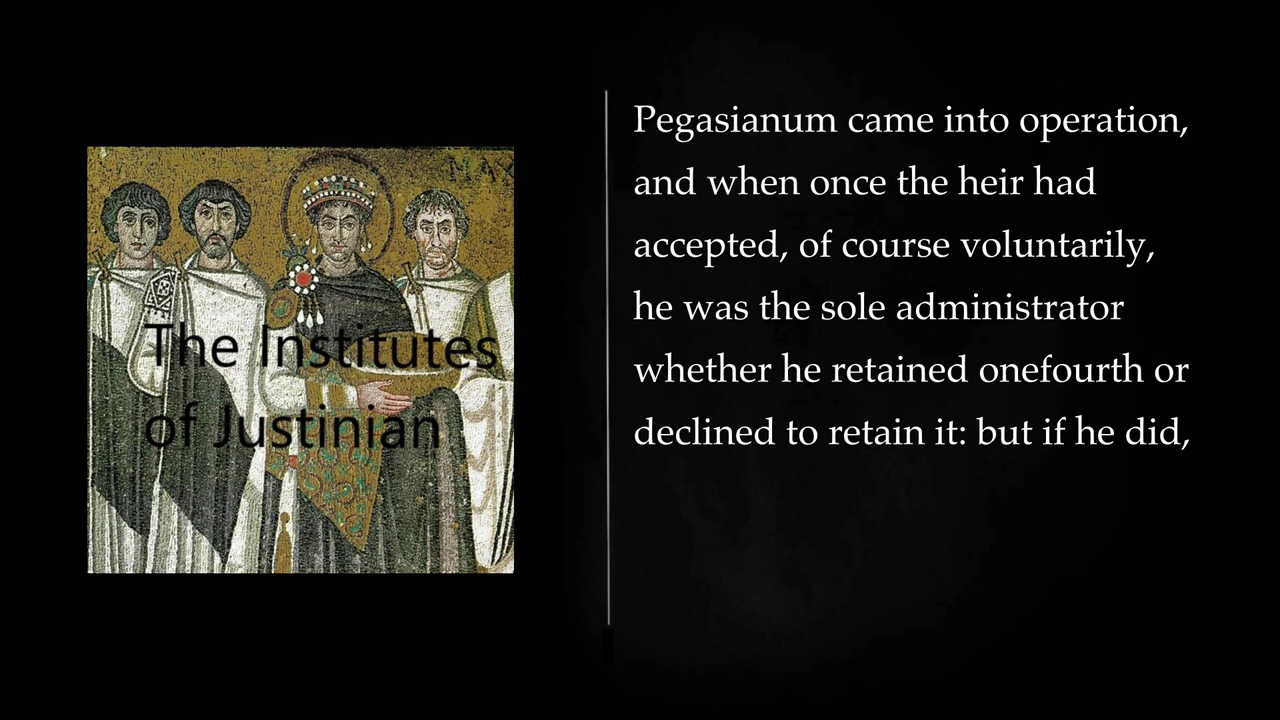 MAX
The Institutes
of Justinian
Pegasianum came into operation,
and when once the heir had
accepted, of course voluntarily,
he was the sole administrator
whether he retained onefourth or
declined to retain it: but if he did,